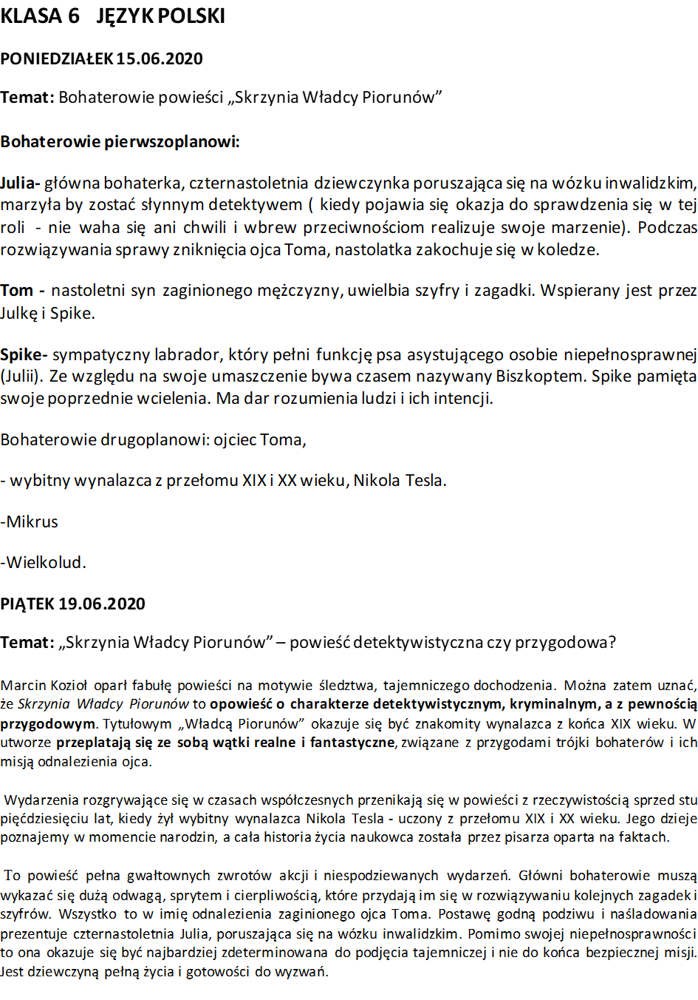 KLASA 6 JĘZYK POLSKI
PONIEDZIAŁEK 15.06.2020
Temat: Bohaterowie powieści „Skrzynia Władcy Piorunów”
Bohaterowie pierwszoplanowi:
Julia- główna bohaterka, czternastoletnia dziewczynka poruszająca się na wózku inwalidzkim,
marzyła by zostać słynnym detektywem ( kiedy pojawia się okazja do sprawdzenia się w tej
roli - nie waha się ani chwili i wbrew przeciwnościom realizuje swoje marzenie). Podczas
rozwiązywania sprawy zniknięcia ojca Toma, nastolatka zakochuje się w koledze.
Tom - nastoletni syn zaginionego mężczyzny, uwielbia szyfry i zagadki. Wspierany jest przez
Julkę i Spike.
Spike- sympatyczny labrador, który pełni funkcję psa asystującego osobie niepełnosprawnej
(Julii). Ze względu na swoje umaszczenie bywa czasem nazywany Biszkoptem. Spike pamięta
swoje poprzednie wcielenia. Ma dar rozumienia ludzi i ich intencji.
Bohaterowie drugoplanowi: ojciec Toma,
- wybitny wynalazca z przełomu XIX i XX wieku, Nikola Tesla.
-Mikrus
-Wielkolud.
PIĄTEK 19.06.2020
Temat: „Skrzynia Władcy Piorunów” – powieść detektywistyczna czy przygodowa?
Marcin Kozioł oparł fabułę powieści na motywie śledztwa, tajemniczego dochodzenia. Można zatem uznać,
że Skrzynia Władcy Piorunów to opowieść o charakterze detektywistycznym, kryminalnym, a z pewnością
przygodowym. Tytułowym „Władcą Piorunów” okazuje się być znakomity wynalazca z końca XIX wieku. W
utworze przeplatają się ze sobą wątki realne i fantastyczne, związane z przygodami trójki bohaterów i ich
misją odnalezienia ojca.
Wydarzenia rozgrywające się w czasach współczesnych przenikają się w powieści z rzeczywistością sprzed stu
pięćdziesięciu lat, kiedy żył wybitny wynalazca Nikola Tesla - uczony z przełomu XIX i XX wieku. Jego dzieje
poznajemy w momencie narodzin, a cała historia życia naukowca została przez pisarza oparta na faktach.
To powieść pełna gwałtownych zwrotów akcji i niespodziewanych wydarzeń. Główni bohaterowie muszą
wykazać się dużą odwagą, sprytem i cierpliwością, które przydają im się w rozwiązywaniu kolejnych zagadek i
szyfrów. Wszystko to w imię odnalezienia zaginionego ojca Toma. Postawę godną podziwu i naśladowania
prezentuje czternastoletnia Julia, poruszająca się na wózku inwalidzkim. Pomimo swojej niepełnosprawności
to ona okazuje się być najbardziej zdeterminowana do podjęcia tajemniczej i nie do końca bezpiecznej misji.
Jest dziewczyną pełną życia i gotowości do wyzwań.